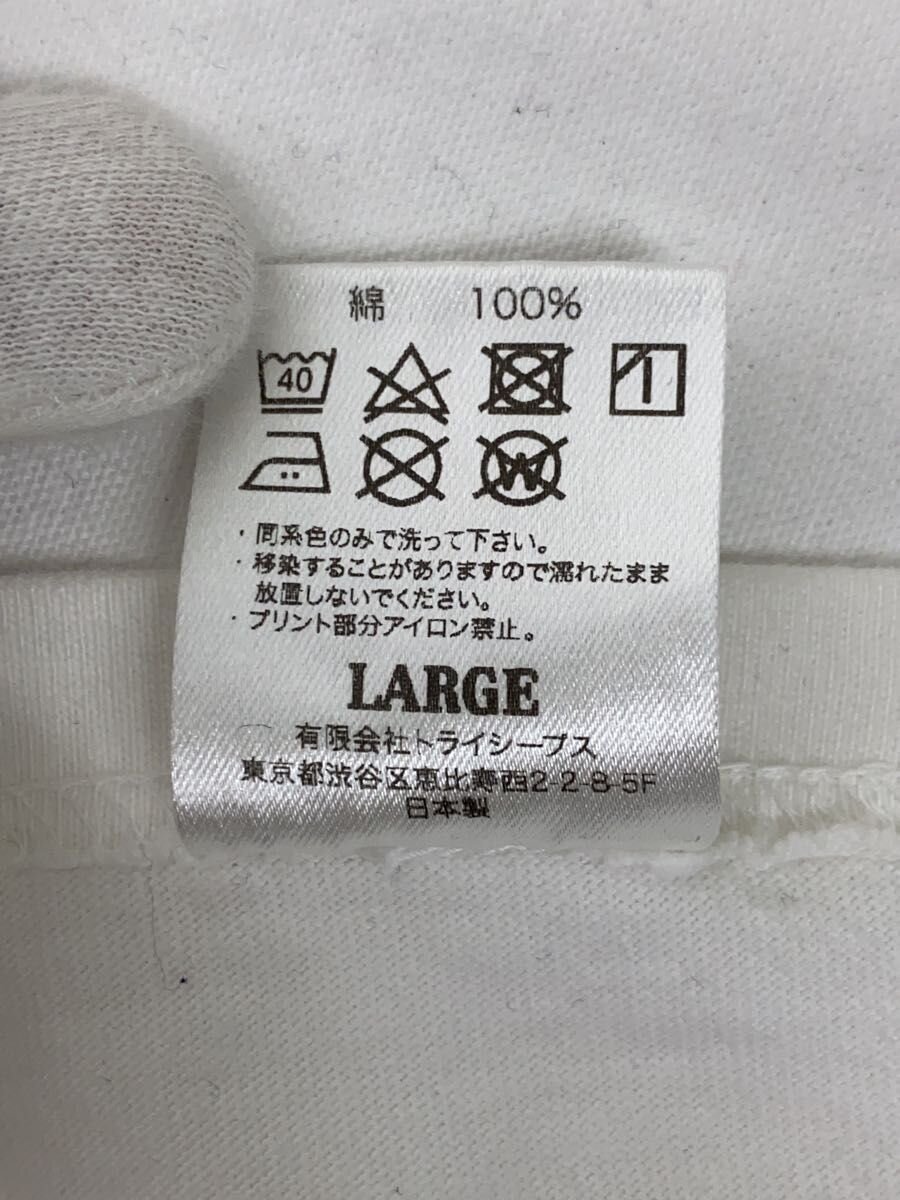 綿 100%
40
W
・同系色のみで洗って下さい。
・移染することがありますので濡れたまま
放置しないでください。
・プリント部分アイロン禁止。
LARGE
有限会社トライシープス
東京都渋谷区恵比寿西2-2-8-5F
日本製